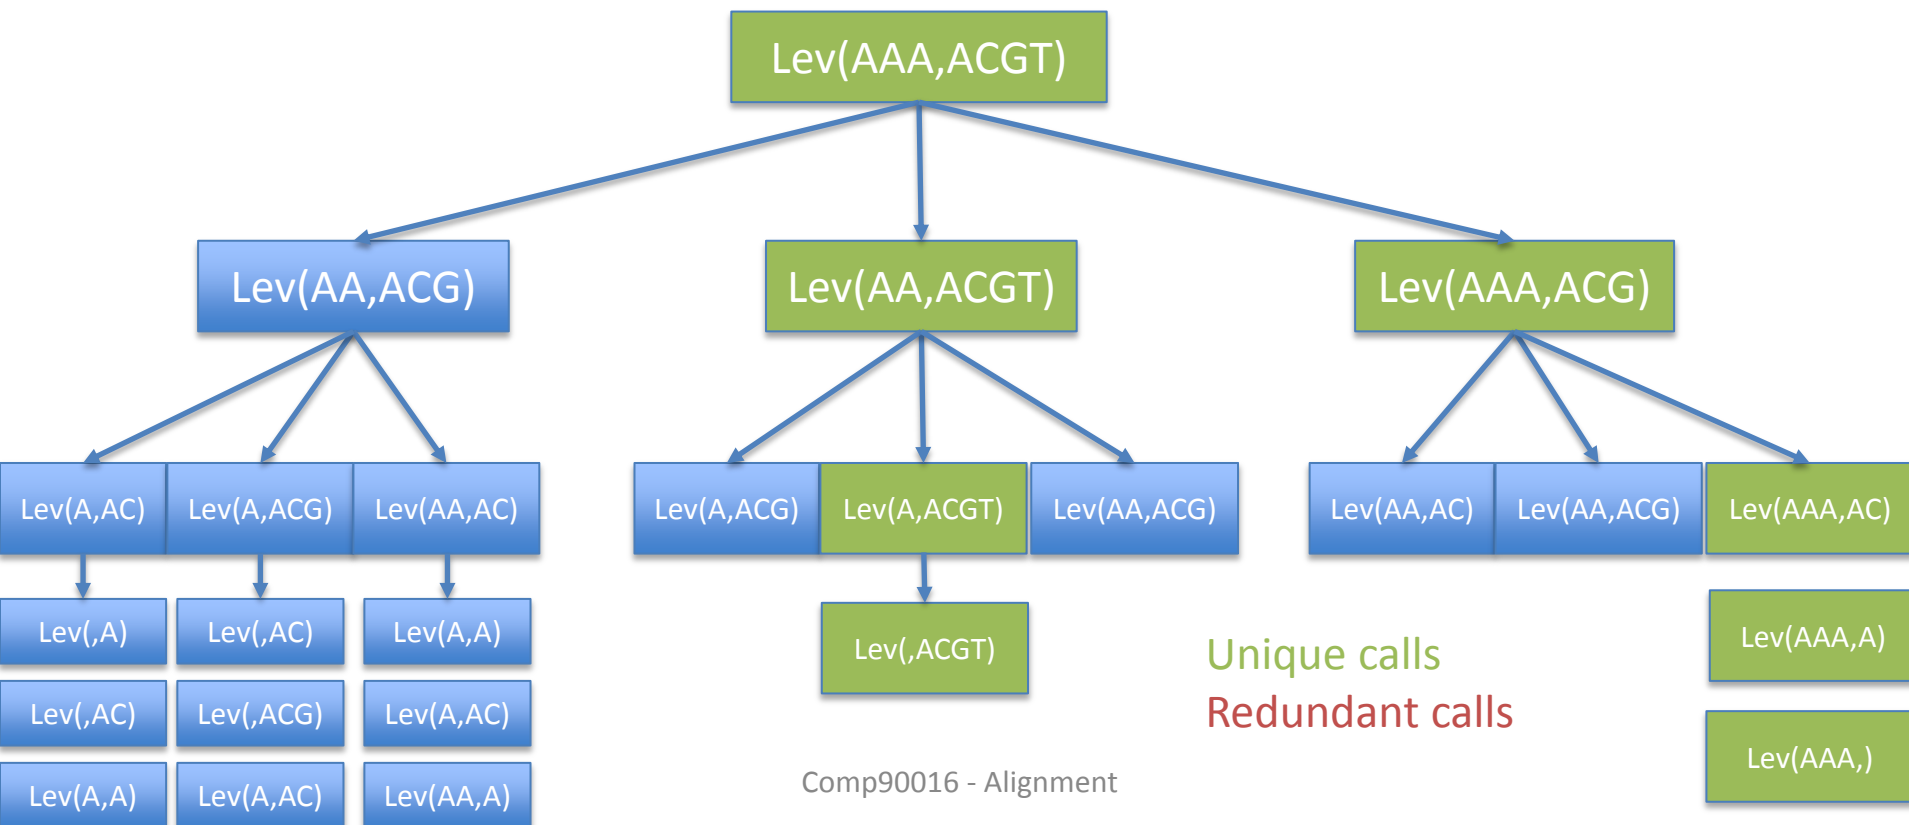 Lev(AAA,ACGT)
Lev(AA,ACG)
Lev(AA,ACGT)
Lev(AAA,ACG)
Lev(A,AC)
Lev(A,ACG)
Lev(AA,AC)
Lev(A,ACG)
Lev(A,ACGT)
Lev(AA,ACG)
Lev(AA,AC)
Lev(AA,ACG)
Lev(AAA,AC)
Lev(,A)
Lev(,AC)
Lev(A,A)
Lev(,ACGT)
Unique calls
Lev(AAA,A)
Lev(,AC)
Lev(,ACG)
Lev(A,AC)
Redundant calls
Lev(AAA,)
Lev(A,A)
Lev(A,AC)
Lev(AA,A)
Comp90016 - Alignment